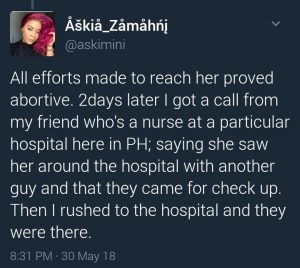 Åškiå_Zåmåhńį
@askimini
All efforts made to reach her proved
abortive. 2days later I got a call from
my friend who's a nurse at a particular
hospital here in PH; saying she saw
her around the hospital with another
guy and that they came for check up.
Then I rushed to the hospital and they
were there.
8:31 PM · 30 May 18